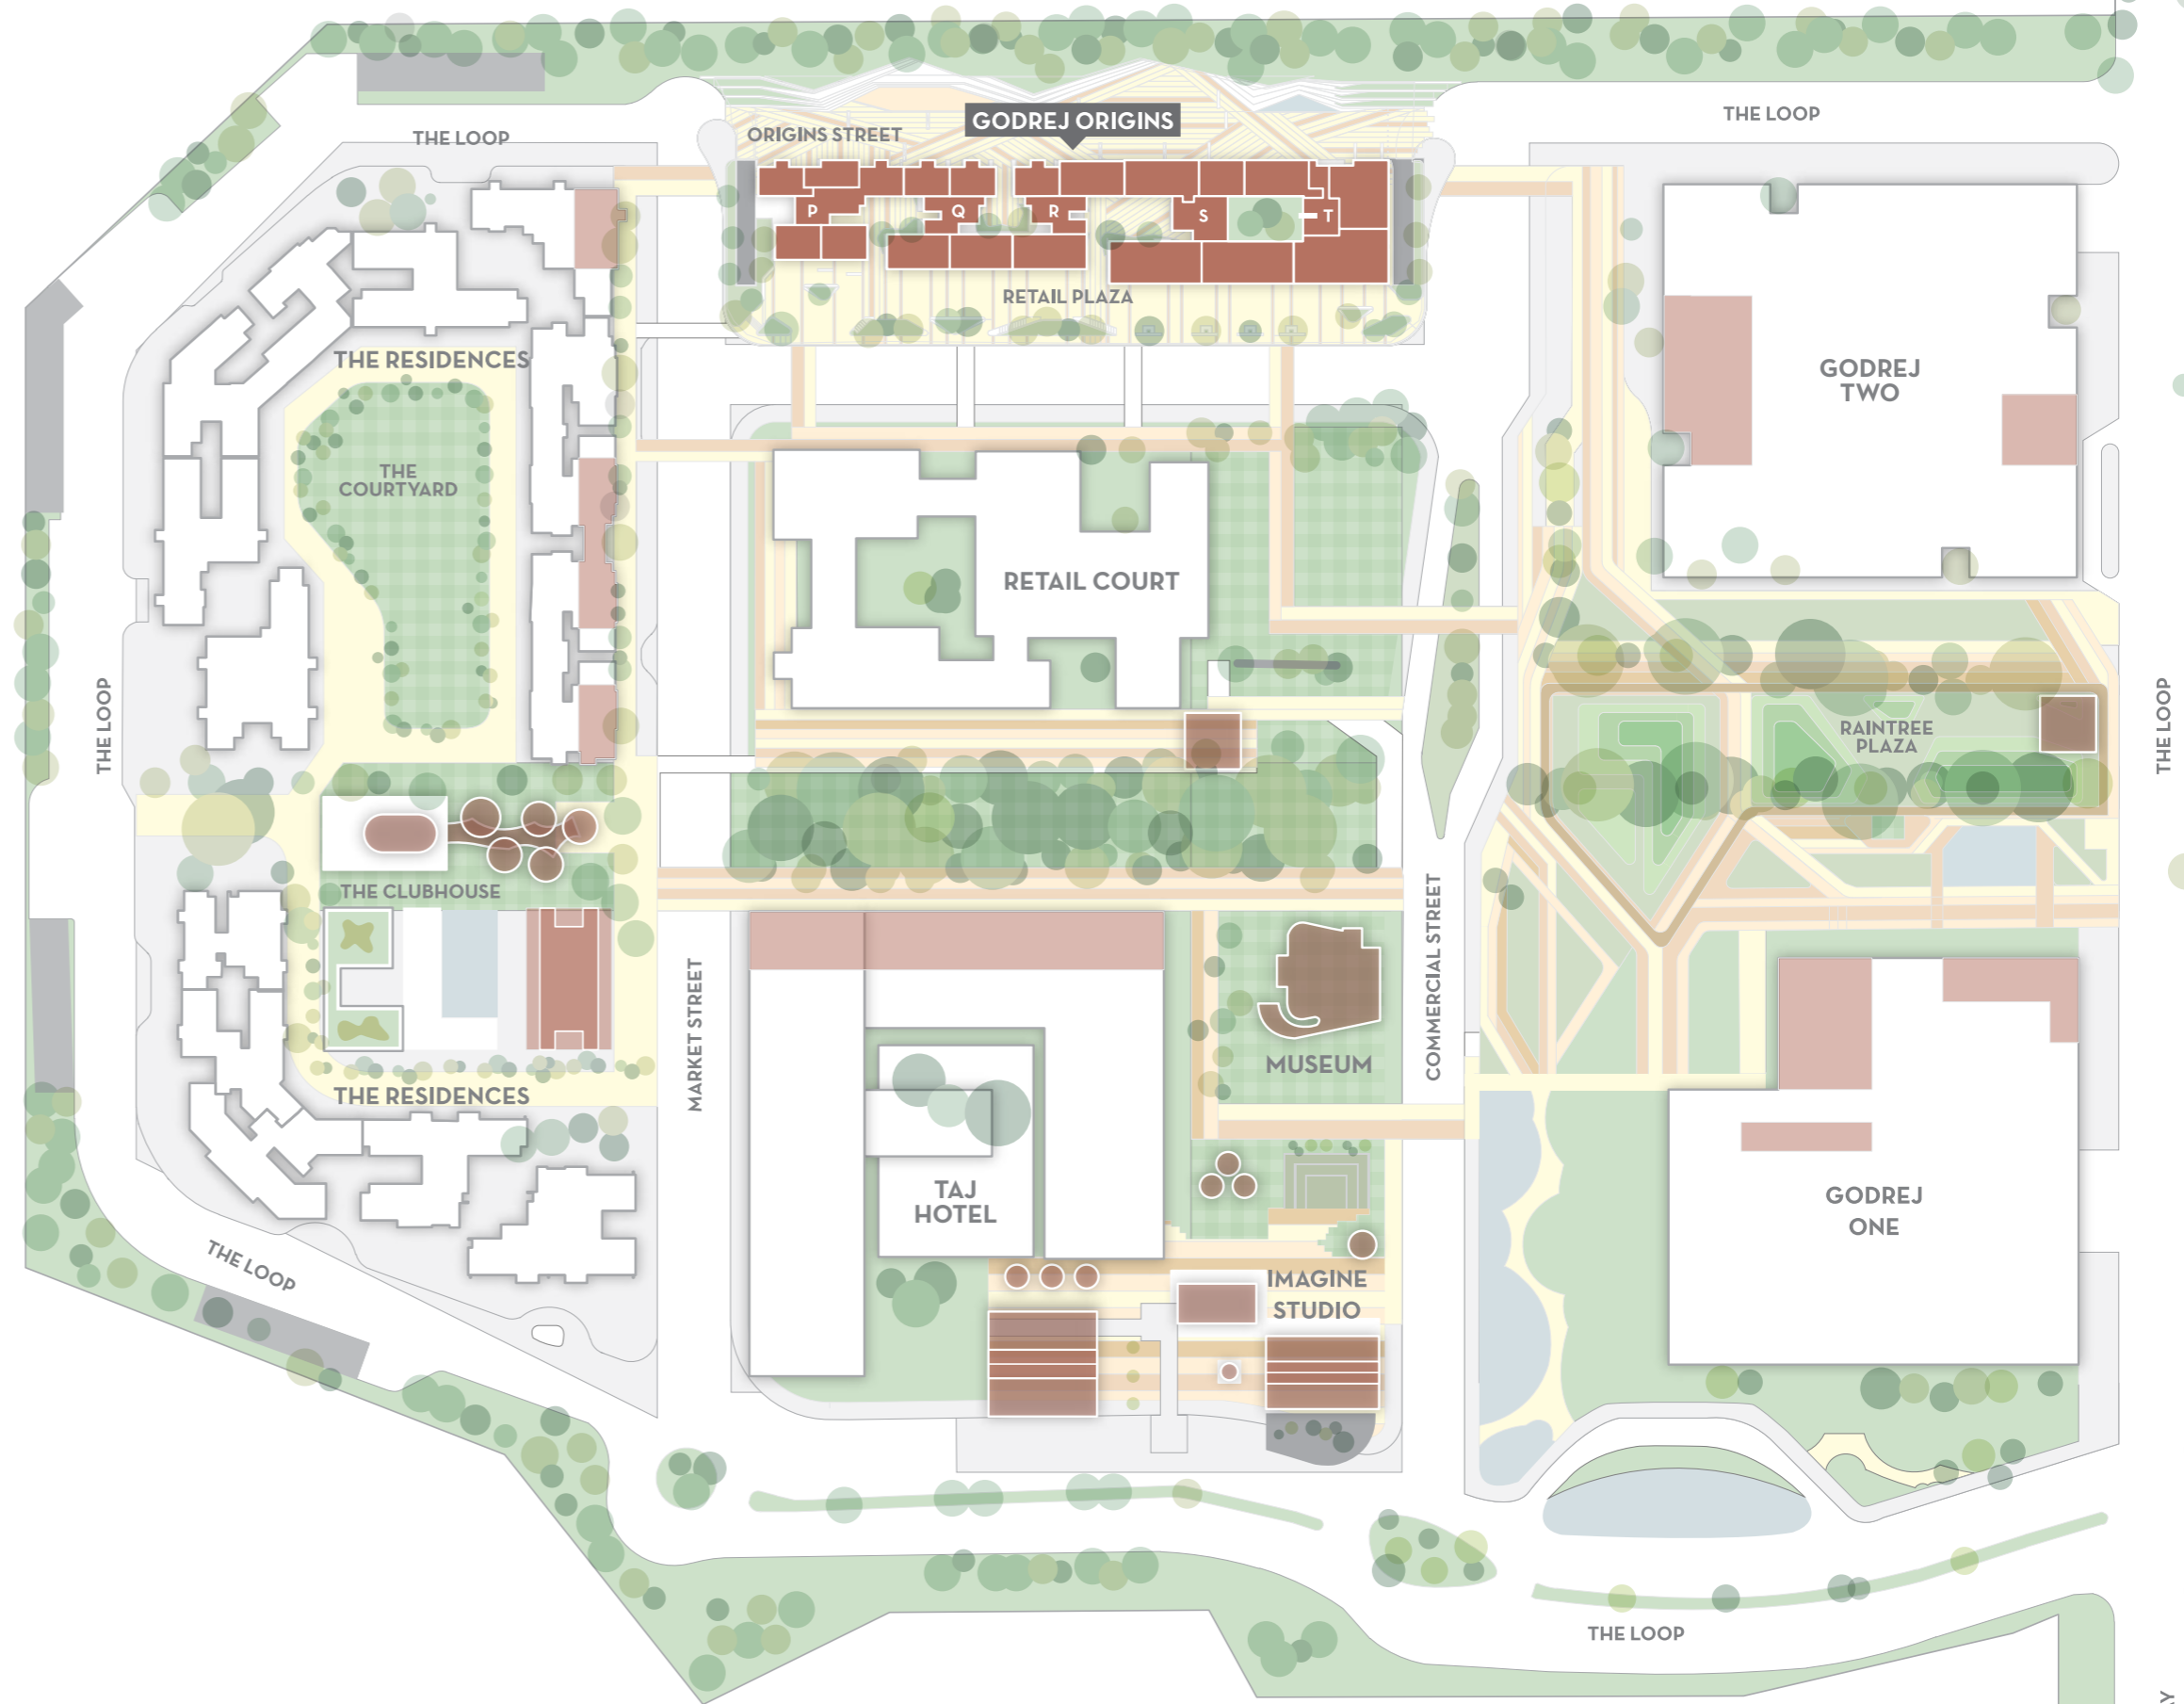 THE LOOP
ORIGINS STREET
GODREJ ORIGINS
THE LOOP
P
Q
R
S
T
RETAIL PLAZA
THE RESIDENCES
GODREJ
TWO
THE
COURTYARD
RETAIL COURT
THE LOOP
RAINTREE
PLAZA
THE LOOP
THE CLUBHOUSE
MARKET STREET
COMMERCIAL STREET
MUSEUM
THE RESIDENCES
TAJ
HOTEL
GODREJ
ONE
THE LOOP
IMAGINE
STUDIO
THE LOOP